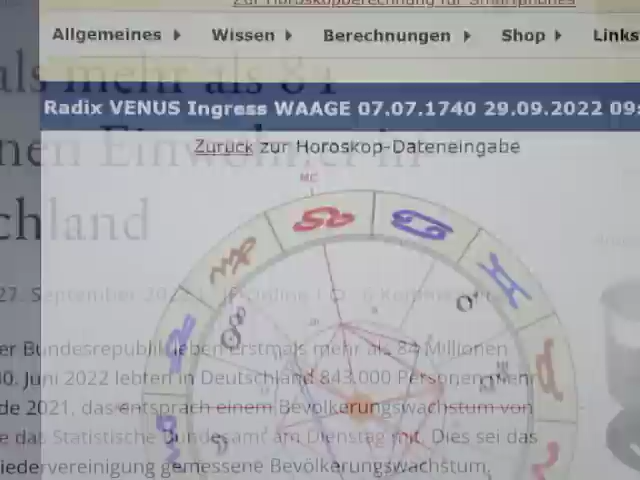 Zur Horoskopberechnung für Smartphones
Allgemeines Wissen Berechnungen Shop Links
als mehr als 84
Radix VENUS Ingress WAAGE 07.07.1740 29.09.2022 09:
nen Einwohner in
Zurück zur Horoskop-Dateneingabe
chland
MC
27. September 2022
er Bundesrepublik leben erstmals mehr als 84 Millionen
30. Juni 2022 lebten in Deutschland 843.000 Personen mehr
de 2021, das entsprach einem Bevölkerungswachstum von
e das Statistische Bundesamt am Dienstag mit. Dies sei das
iedervereinigung gemessene Bevölkerungswachstum,